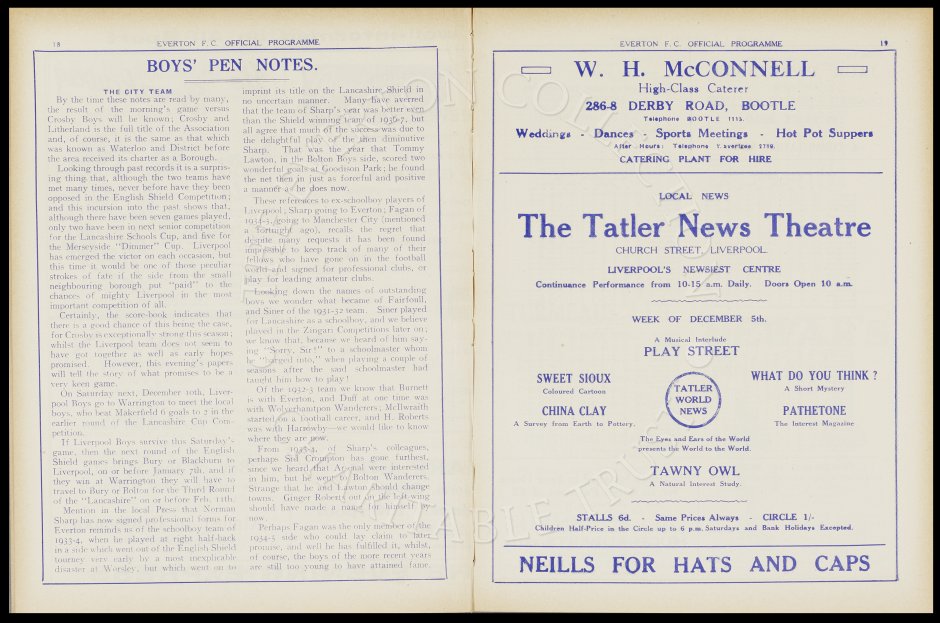 18
EVERTON F. C. OFFICIAL PROGRAMME
BOYS' PEN NOTES.
THE CITY TEAM
By the time these notes are read by many,
the result of the morning's game versus
Crosby Boys will be known; Crosby and
Litherland is the full title of the Association
and, of course, it is the same as that which
was known as Waterloo and District before
the area received its charter as a Borough.
Looking through past records it is a surpris-
ing thing that, although the two teams have
met many times, never before have they been
opposed in the English Shield Competition;
and this incursion into the past shows that,
although there have been seven games played,
only two have been in next senior competition
for the Lancashire Schools Cup, and five for
the Merseyside "Dimmer" Cup. Liverpool
has emerged the victor on each occasion, but
this time it would be one of those peculiar
strokes of fate if the side from the small
neighbouring borough put "paid" to the
chances of mighty Liverpool in the most
important competition of all.
Certainly, the score-book indicates that
there is a good chance of this being the case,
for Crosby is exceptionally strong this season;
whilst the Liverpool team does not seem to
have got together as well as early hopes
promised. However, this evening's papers
will tell the story of what promises to be a
very keen game.
On Saturday next, December 10th, Liver-
pool Boys go to Warrington to meet the local
boys, who beat Makerfield 6 goals to 2 in the
earlier round of the Lancashire Cup Com-
petition.
If Liverpool Boys survive this Saturday's
game, then the next round of the English
Shield games brings Bury or Blackburn to
Liverpool, on or before January 7th, and if
they win at Warrington they will have to
travel to Bury or Bolton for the Third Round
of the "Lancashire" on or before Feb. 11th.
Mention in the local Press that Norman
Sharp has now signed professional forms for
Everton reminds us of the schoolboy team of
1933-4, when he played at right half-back
in a side which went out of the English Shield
tourney very early by a most inexplicable
disaster at Worsley, but which went on to
imprint its title on the Lancashire Shield in
no uncertain manner. Many have averred
that the team of Sharp's year was better even
than the Shield winning team of 1936-7, but
all agree that much of the success was due to
the delightful play of the then diminutive
Sharp. That was the year that Tommy
Lawton, in the Bolton Boys side, scored two
wonderful goals at Goodison Park; he found
the net then in just as forceful and positive
a manner as he does now.
These references to ex-schoolboy players of
Liverpool; Sharp going to Everton; Fagan of
1934-5, going to Manchester City (mentioned
a fortnight ago), recalls the regret that
despite many requests it has been found
impossible to keep track of many of their
fellows who have gone on in the football
world and signed for professional clubs, or
play for leading amateur clubs.
Looking down the names of outstanding
boys we wonder what became of Fairfoull,
and Siner of the 1931-32 team. Siner played
for Lancashire as a schoolboy, and we believe
played in the Zingari Competitions later on;
we know that, because we heard of him say-
ing "Sorry, Sir!" to a schoolmaster whom
he "barged into," when playing a couple of
seasons after the said schoolmaster had
taught him how to play!
Of the 1932-3 team we know that Burnett
is with Everton, and Duff at one time was
with Wolverhampton Wanderers; McIlwraith
started on a football career, and H. Roberts
was with Harrowby—we would like to know
where they are now.
From 1933-4, of Sharp's colleagues,
perhaps Sid Crompton has gone furthest,
since we heard that Arsenal were interested
in him, but he went to Bolton Wanderers.
Strange that he and Lawton should change
towns. Ginger Roberts out on the left-wing
should have made a name for himself by
now.
Perhaps Fagan was the only member of the
1934-5 side who could lay claim to later
prouesse, and well he has fulfilled it, whilst,
of course, the boys of the more recent years
are still too young to have attained fame.
EVERTON F. C. OFFICIAL PROGRAMME
19
W. H. McCONNELL
High-Class Caterer
286-8 DERBY ROAD, BOOTLE
Telephone BOOTLE 1115.
Weddings - Dances - Sports Meetings - Hot Pot Suppers
After Hours: Telephone Waterloo 2719.
CATERING PLANT FOR HIRE
LOCAL NEWS
The Tatler News Theatre
CHURCH STREET, LIVERPOOL.
LIVERPOOL'S NEWSIEST CENTRE
Continuance Performance from 10-15 a.m. Daily. Doors Open 10 a.m.
WEEK OF DECEMBER 5th.
A Musical Interlude
PLAY STREET
SWEET SIOUX
Coloured Cartoon
WHAT DO YOU THINK ?
A Short Mystery
TATLER
WORLD
NEWS
CHINA CLAY
A Survey from Earth to Pottery.
PATHETONE
The Interest Magazine
The Eyes and Ears of the World
presents the World to the World.
TAWNY OWL
A Natural Interest Study.
STALLS 6d. - Same Prices Always - CIRCLE 1/-
Children Half-Price in the Circle up to 6 p.m. Saturdays and Bank Holidays Excepted.
NEILLS FOR HATS AND CAPS